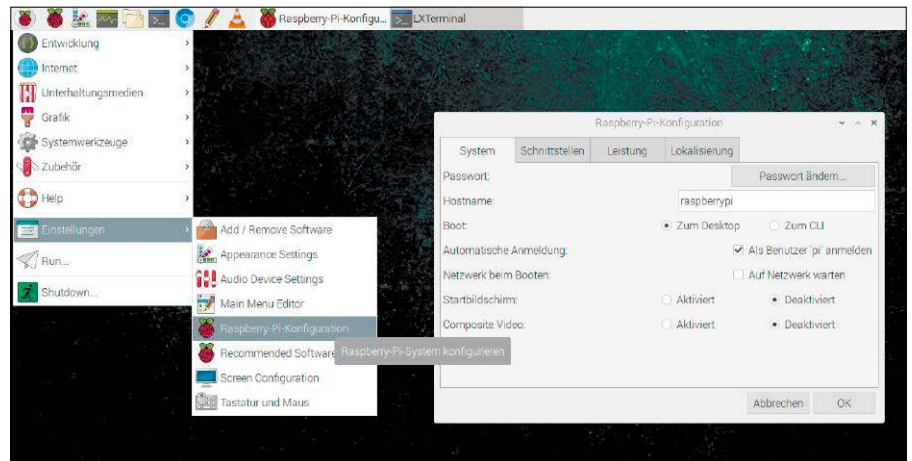 Raspberry-Pi-Konfigu...
LXTerminal
Entwicklung
Internet
Unterhaltungsmedien
Grafik
Systemwerkzeuge
Zubehör
Help
Einstellungen
Run...
Shutdown...
Add / Remove Software
Appearance Settings
Audio Device Settings
Main Menu Editor
Raspberry-Pi-Konfiguration
Recommended Software
Screen Configuration
Tastatur und Maus
Raspberry-Pi-System konfigurieren
Raspberry-Pi-Konfiguration
System Schnittstellen Leistung Lokalisierung
Passwort: Passwort ändern...
Hostname: raspberrypi
Boot: Zum Desktop Zum CLI
Automatische Anmeldung: Als Benutzer 'pi' anmelden
Netzwerk beim Booten: Auf Netzwerk warten
Startbildschirm: Aktiviert Deaktiviert
Composite Video: Aktiviert Deaktiviert
Abbrechen OK